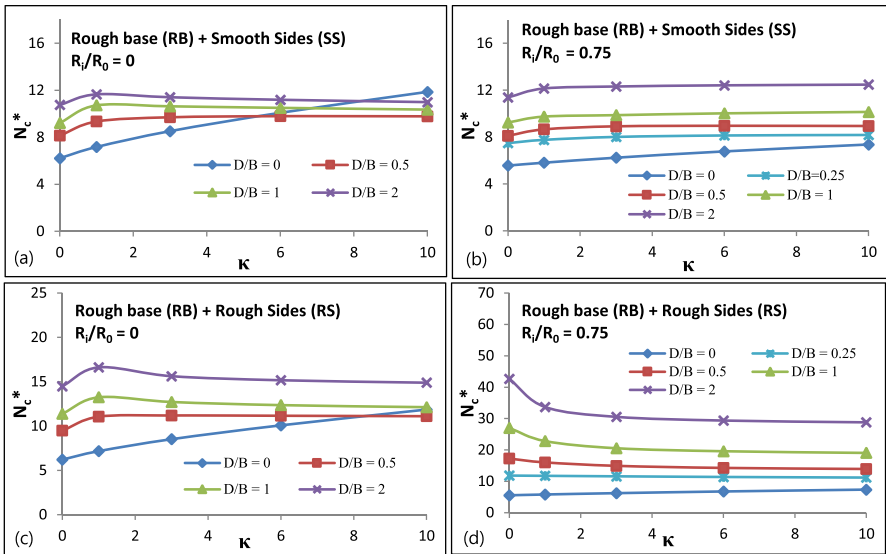 Rough base (RB) + Smooth Sides (SS)
Ri/R0 = 0
16
12
8
4
0
Nc*
D/B = 0
D/B = 0.5
D/B = 1
D/B = 2
0 2 4 6 8 10
κ
(a)
Rough base (RB) + Smooth Sides (SS)
Ri/R0 = 0.75
16
12
8
4
0
Nc*
D/B = 0
D/B=0.25
D/B = 0.5
D/B = 1
D/B = 2
0 2 4 6 8 10
κ
(b)
Rough base (RB) + Rough Sides (RS)
Ri/R0 = 0
25
20
15
10
5
0
Nc*
D/B = 0
D/B = 0.5
D/B = 1
D/B = 2
0 2 4 6 8 10
κ
(c)
Rough base (RB) + Rough Sides (RS)
Ri/R0 = 0.75
70
60
50
40
30
20
10
0
Nc*
D/B = 0
D/B = 0.25
D/B = 0.5
D/B = 1
D/B = 2
0 2 4 6 8 10
κ
(d)